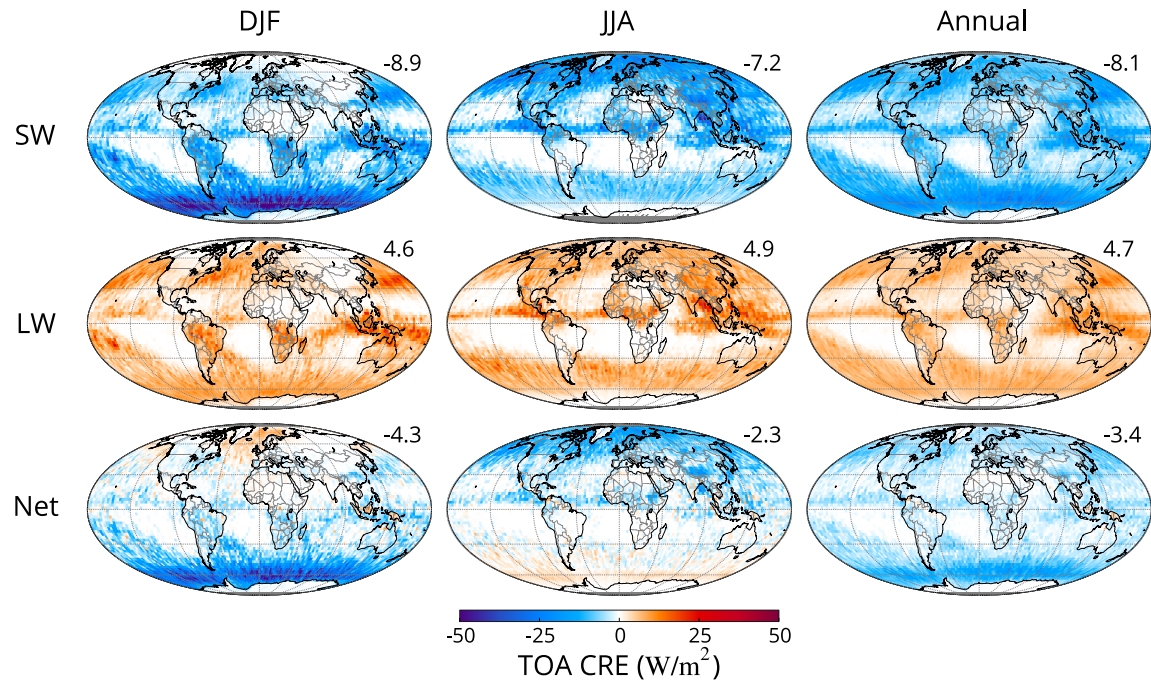 DJF JJA Annual
SW -8.9 -7.2 -8.1
LW 4.6 4.9 4.7
Net -4.3 -2.3 -3.4
-50 -25 0 25 50
TOA CRE (W/m²)